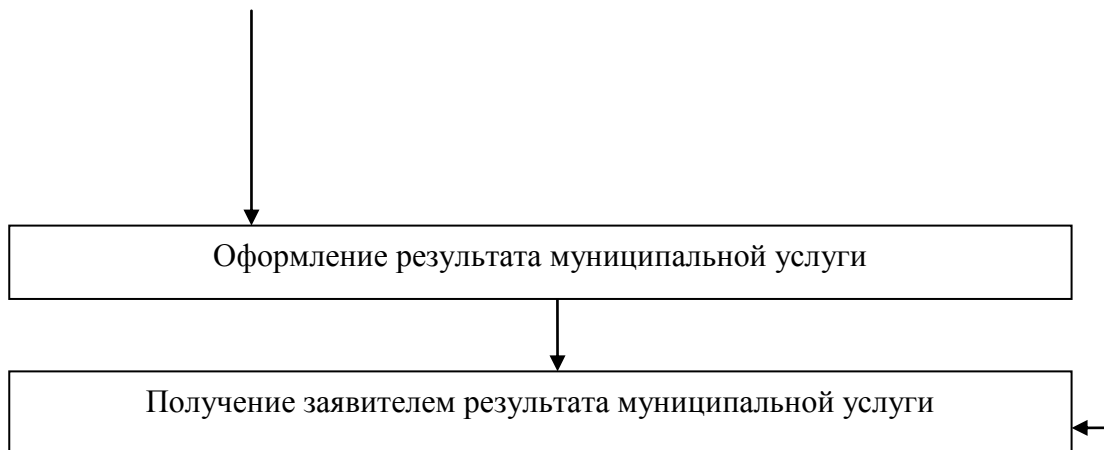 Оформление результата муниципальной услуги
Получение заявителем результата муниципальной услуги